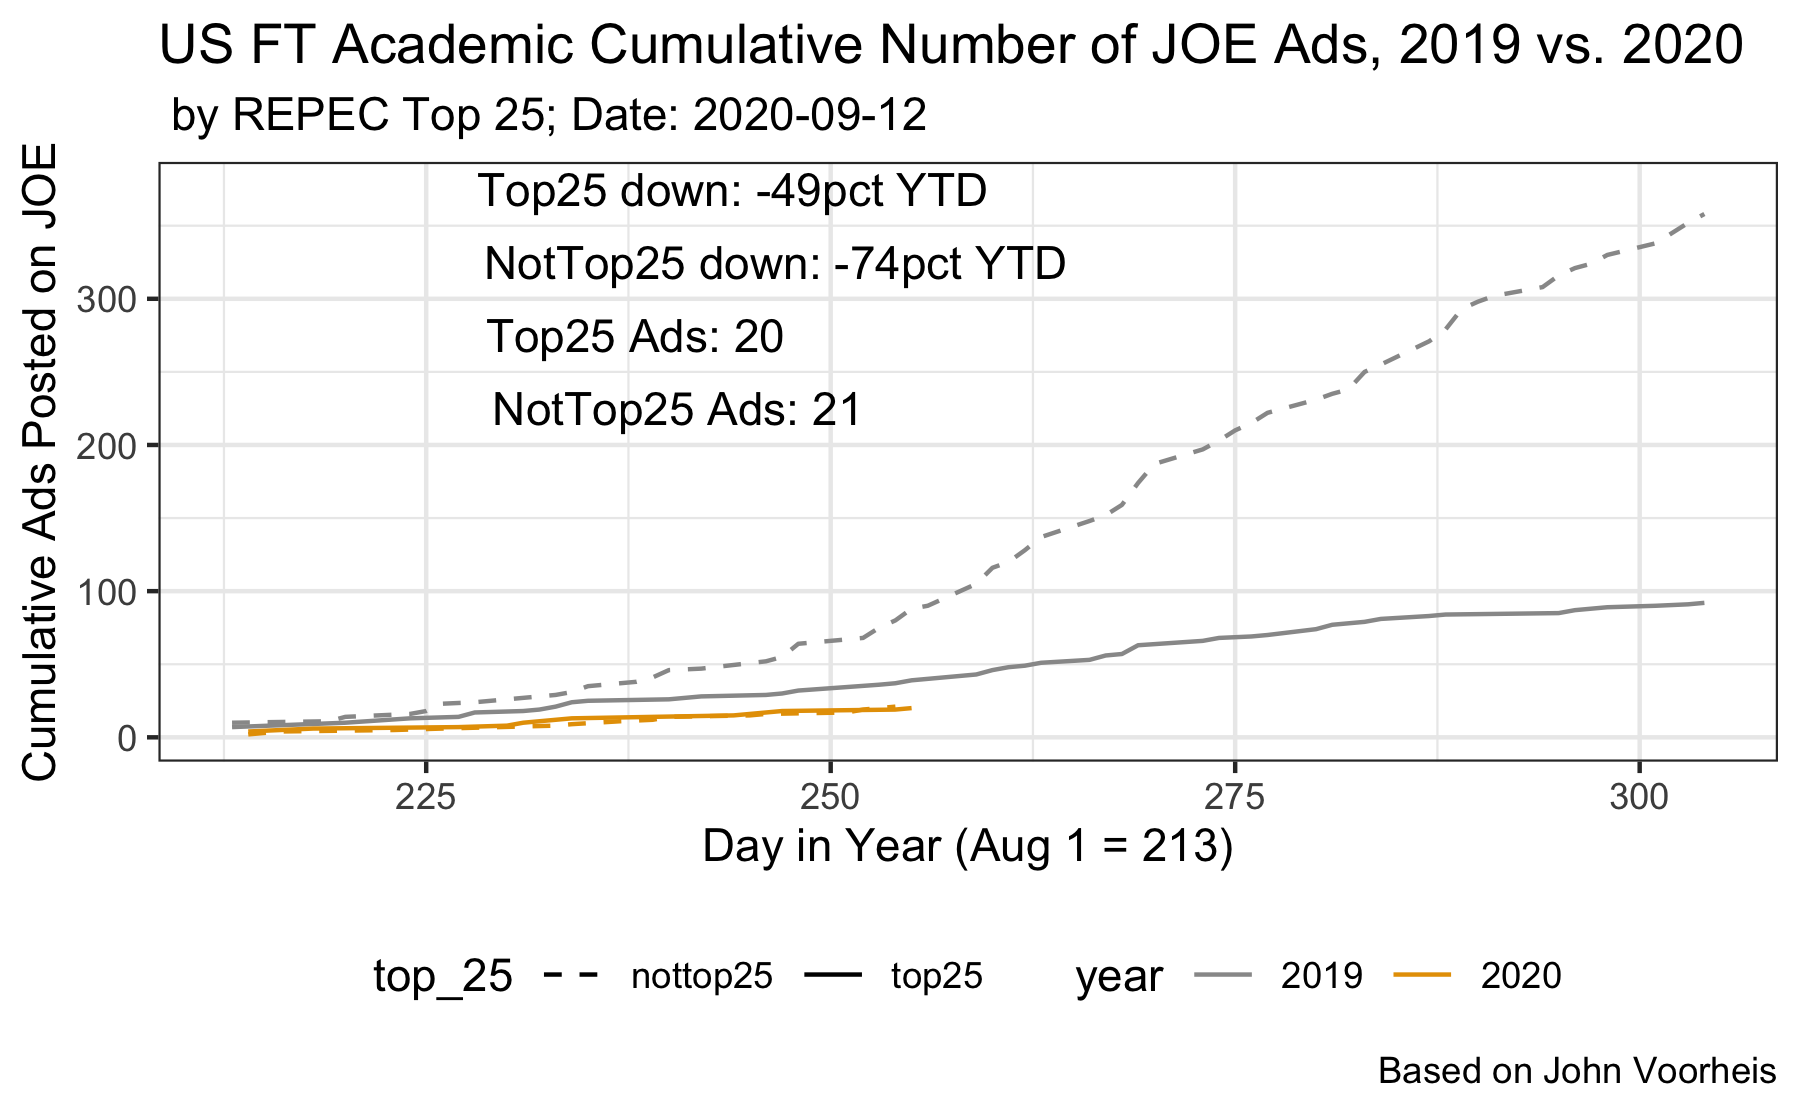 US FT Academic Cumulative Number of JOE Ads, 2019 vs. 2020
by REPEC Top 25; Date: 2020-09-12
Cumulative Ads Posted on JOE
Top25 down: -49pct YTD
NotTop25 down: -74pct YTD
Top25 Ads: 20
NotTop25 Ads: 21
300
200
100
0
225 250 275 300
Day in Year (Aug 1 = 213)
top_25 nottop25 top25 year 2019 2020
Based on John Voorheis